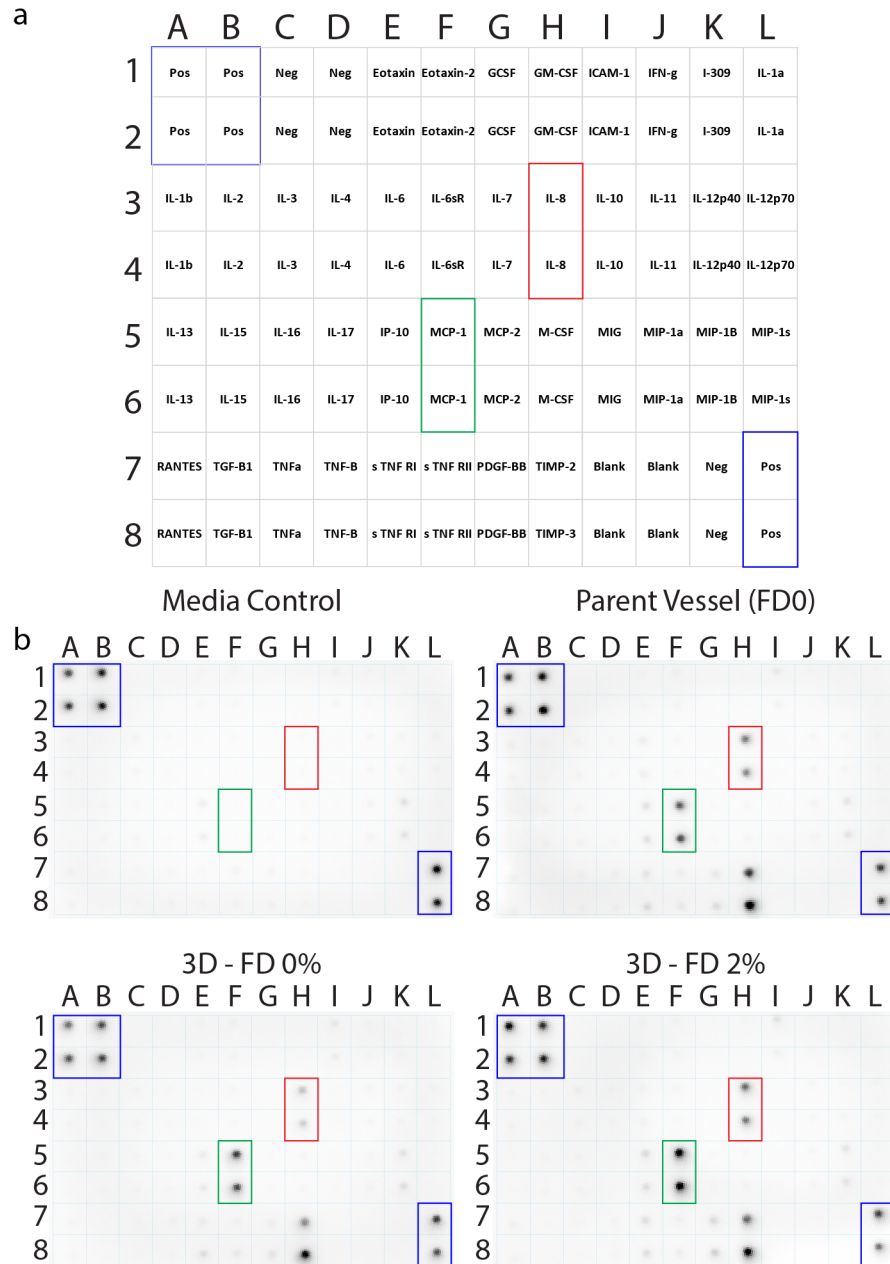 a
A B C D E F G H I J K L
1 Pos Pos Neg Neg Eotaxin Eotaxin-2 GCSF GM-CSF ICAM-1 IFN-g I-309 IL-1a
2 Pos Pos Neg Neg Eotaxin Eotaxin-2 GCSF GM-CSF ICAM-1 IFN-g I-309 IL-1a
3 IL-1b IL-2 IL-3 IL-4 IL-6 IL-6sR IL-7 IL-8 IL-10 IL-11 IL-12p40 IL-12p70
4 IL-1b IL-2 IL-3 IL-4 IL-6 IL-6sR IL-7 IL-8 IL-10 IL-11 IL-12p40 IL-12p70
5 IL-13 IL-15 IL-16 IL-17 IP-10 MCP-1 MCP-2 M-CSF MIG MIP-1a MIP-1B MIP-1s
6 IL-13 IL-15 IL-16 IL-17 IP-10 MCP-1 MCP-2 M-CSF MIG MIP-1a MIP-1B MIP-1s
7 RANTES TGF-B1 TNFa TNF-B s TNF RI s TNF RII PDGF-BB TIMP-2 Blank Blank Neg Pos
8 RANTES TGF-B1 TNFa TNF-B s TNF RI s TNF RII PDGF-BB TIMP-3 Blank Blank Neg Pos
b
Media Control
A B C D E F G H I J K L
1
2
3
4
5
6
7
8
Parent Vessel (FD0)
A B C D E F G H I J K L
1
2
3
4
5
6
7
8
3D - FD 0%
A B C D E F G H I J K L
1
2
3
4
5
6
7
8
3D - FD 2%
A B C D E F G H I J K L
1
2
3
4
5
6
7
8